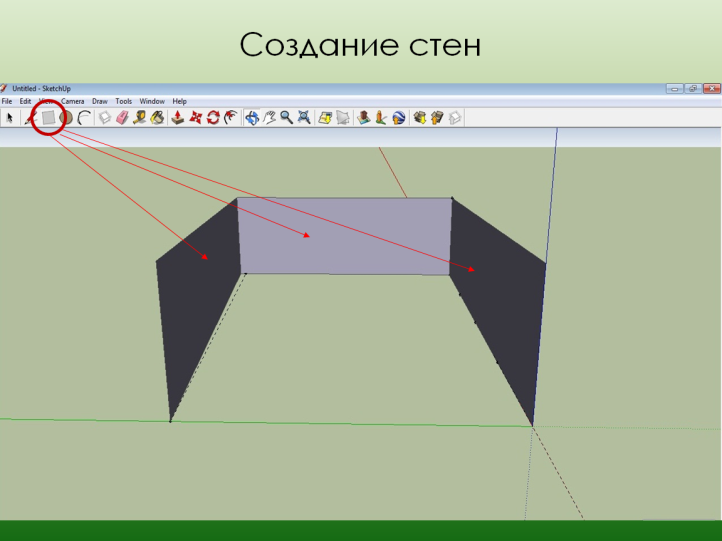 Создание стен
Untitled - SketchUp
File Edit View Camera Draw Tools Window Help